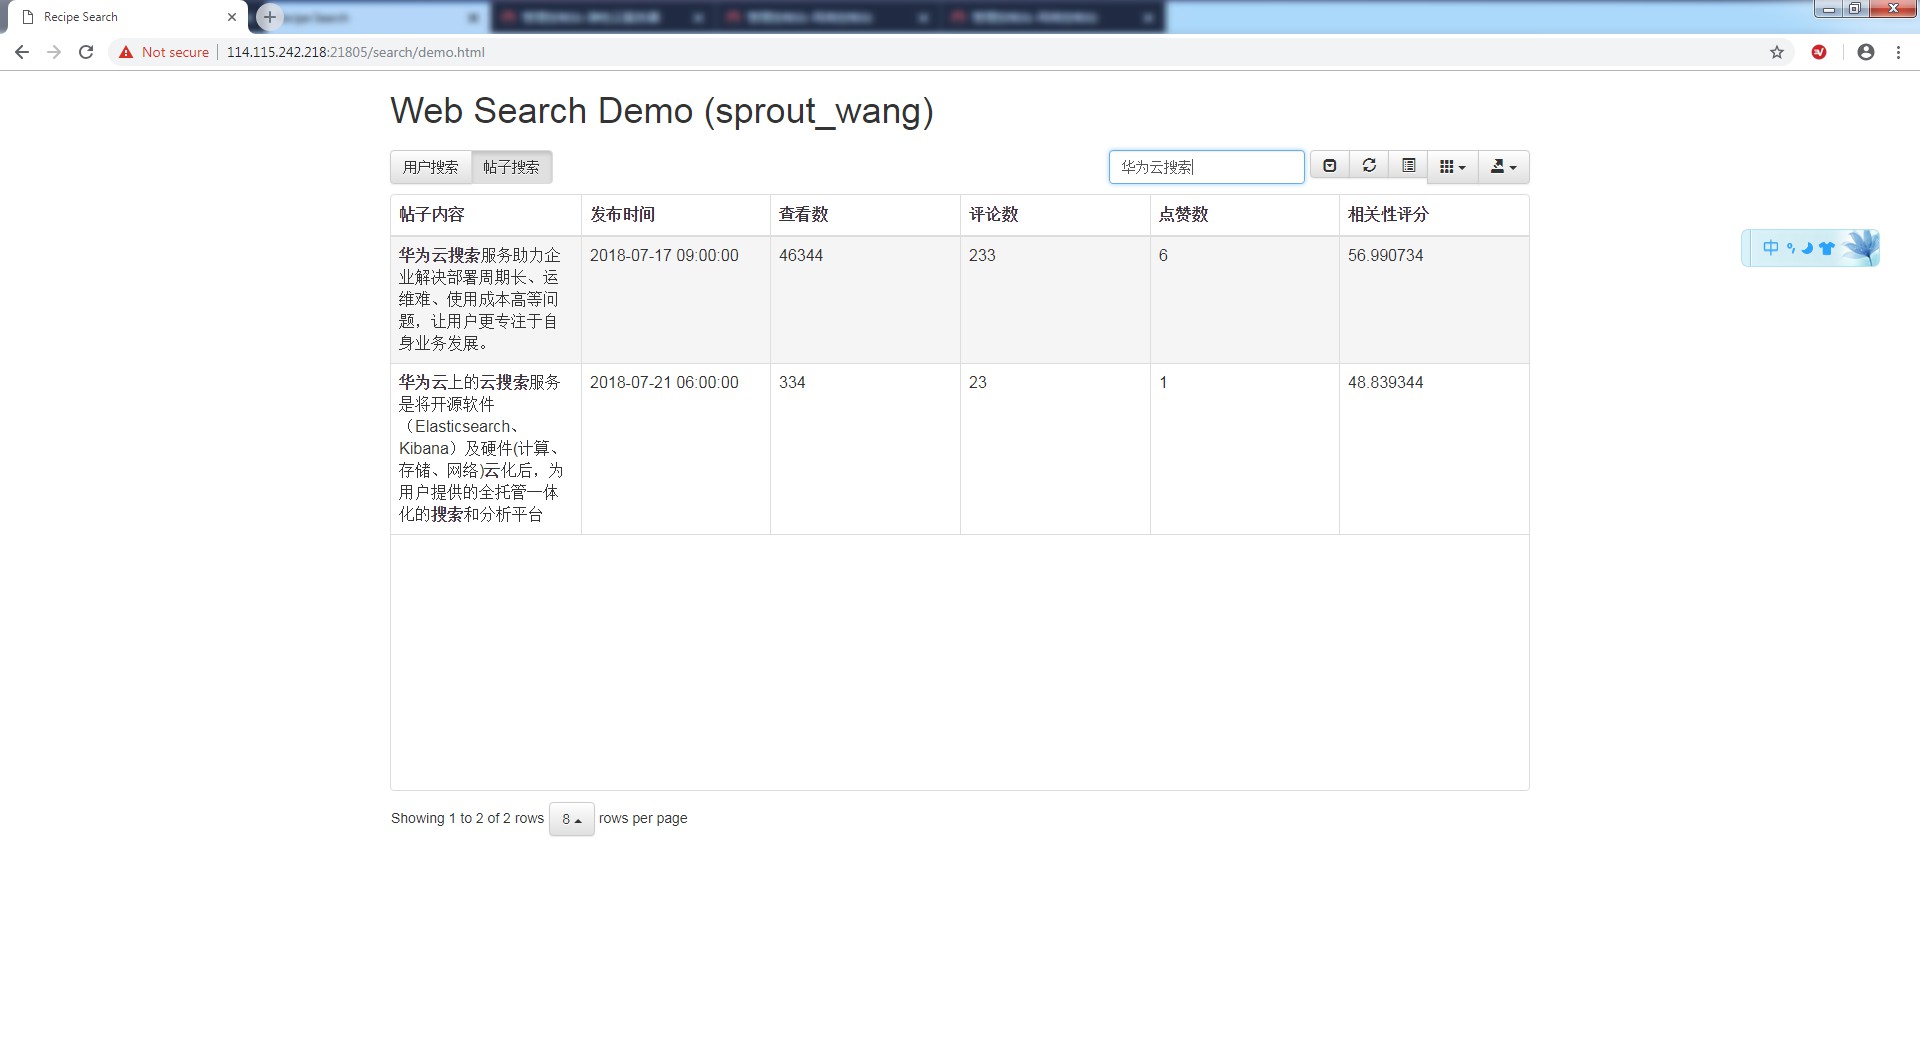 Recipe Search
Not secure
114.115.242.218:21805/search/demo.html
Web Search Demo (sprout_wang)
用户搜索
帖子搜索
华为云搜索
帖子内容
发布时间
查看数
评论数
点赞数
相关性评分
华为云搜索服务助力企
业解决部署周期长、运
维难、使用成本高等问
题，让用户更专注于自
身业务发展。
2018-07-17 09:00:00
46344
233
6
56.990734
华为云上的云搜索服务
是将开源软件
（Elasticsearch、
Kibana）及硬件(计算、
存储、网络)云化后，为
用户提供的全托管一体
化的搜索和分析平台
2018-07-21 06:00:00
334
23
1
48.839344
中
Showing 1 to 2 of 2 rows 8 rows per page